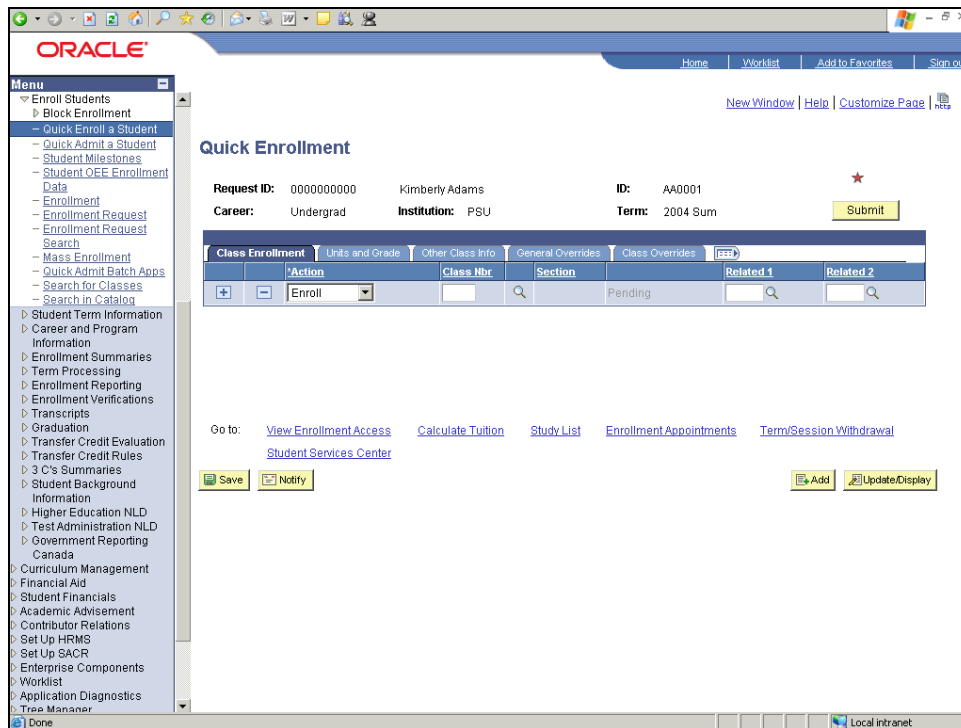 ORACLE'
Home Worklist Add to Favorites Sign ou
Menu
Enroll Students
Block Enrollment
Quick Enroll a Student
Quick Admit a Student
Student Milestones
Student OEE Enrollment
Data
Enrollment
Enrollment Request
Enrollment Request
Search
Mass Enrollment
Quick Admit Batch Apps
Search for Classes
Search in Catalog
Student Term Information
Career and Program
Information
Enrollment Summaries
Term Processing
Enrollment Reporting
Enrollment Verifications
Transcripts
Graduation
Transfer Credit Evaluation
Transfer Credit Rules
3 C's Summaries
Student Background
Information
Higher Education NLD
Test Administration NLD
Government Reporting
Canada
Curriculum Management
Financial Aid
Student Financials
Academic Advisement
Contributor Relations
Set Up HRMS
Set Up SACR
Enterprise Components
Worklist
Application Diagnostics
Tree Manager
New Window | Help | Customize Page | http
Quick Enrollment
Request ID: 0000000000 Kimberly Adams ID: AA0001
Career: Undergrad Institution: PSU Term: 2004 Sum Submit
Class Enrollment Units and Grade Other Class Info General Overrides Class Overrides
*Action Class Nbr Section Related 1 Related 2
Enroll Pending
Go to: View Enrollment Access Calculate Tuition Study List Enrollment Appointments Term/Session Withdrawal
Student Services Center
Save Notify Add Update/Display
Done Local intranet